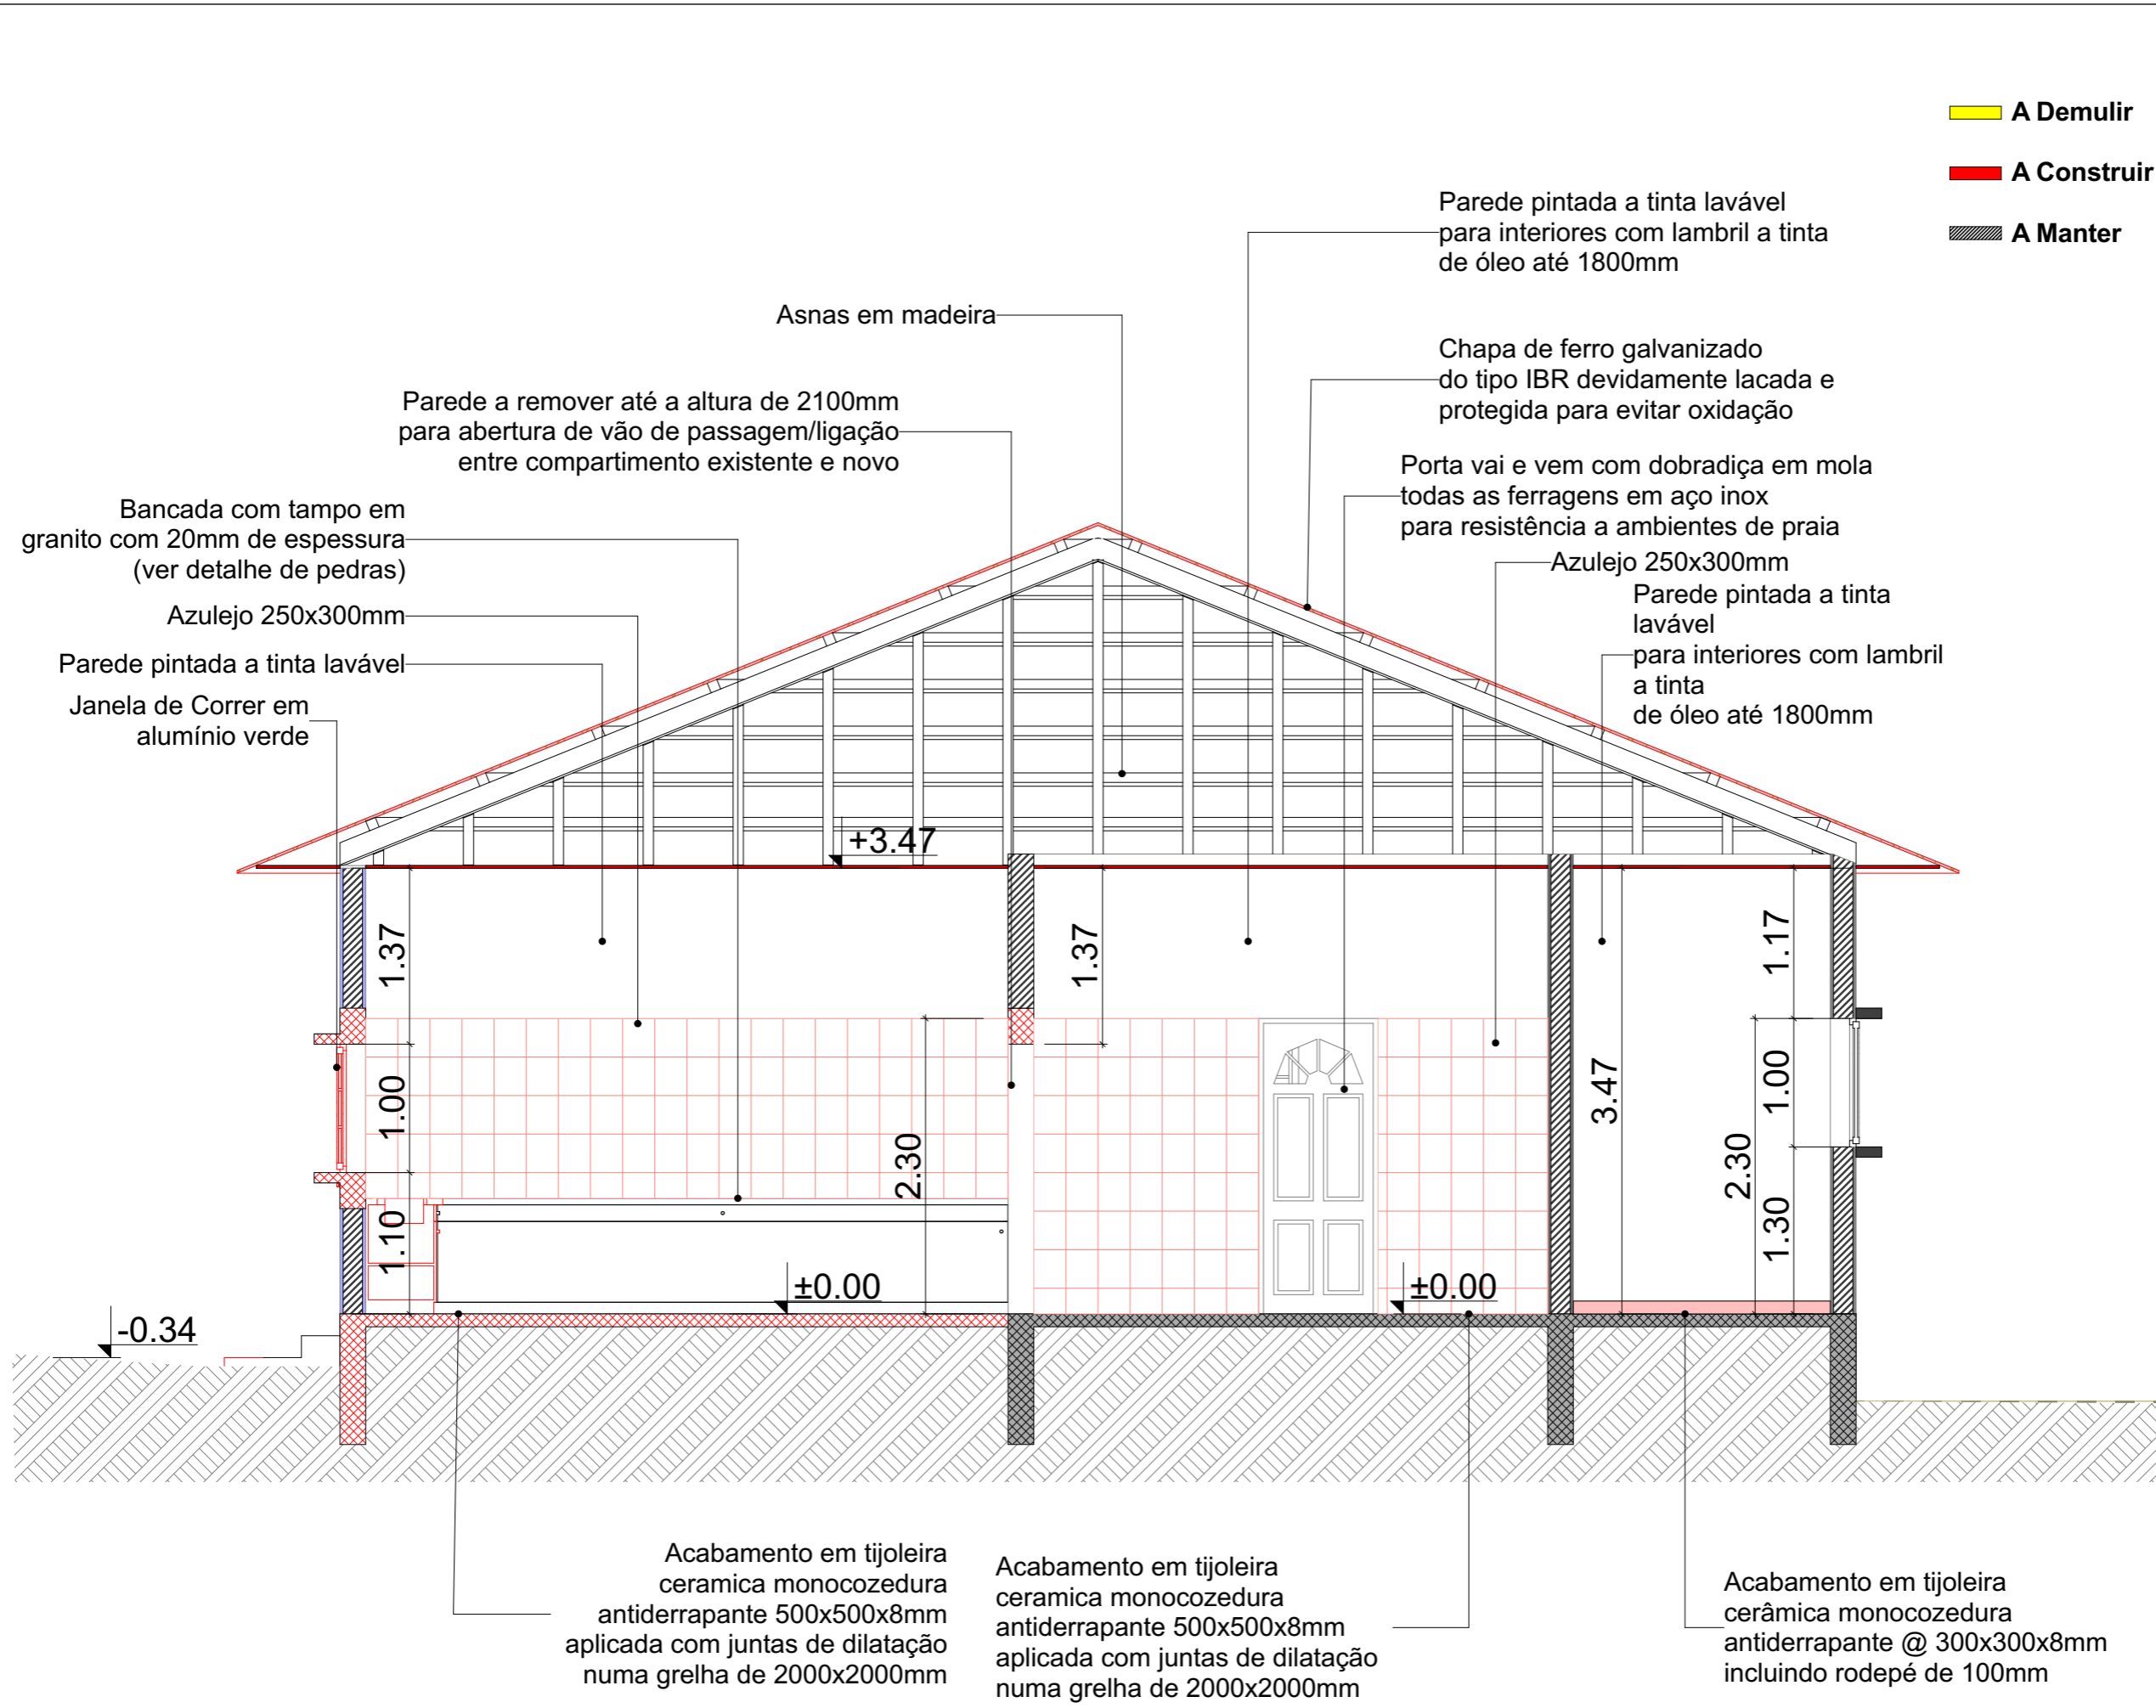 A Demulir
A Construir
A Manter
Parede pintada a tinta lavável
para interiores com lambril a tinta
de óleo até 1800mm
Asnas em madeira
Chapa de ferro galvanizado
do tipo IBR devidamente lacada e
protegida para evitar oxidação
Parede a remover até a altura de 2100mm
para abertura de vão de passagem/ligação
entre compartimento existente e novo
Porta vai e vem com dobradiça em mola
todas as ferragens em aço inox
para resistência a ambientes de praia
Bancada com tampo em
granito com 20mm de espessura
(ver detalhe de pedras)
Azulejo 250x300mm
Azulejo 250x300mm
Parede pintada a tinta
lavável
para interiores com lambril
a tinta
de óleo até 1800mm
Parede pintada a tinta lavável
Janela de Correr em
alumínio verde
+3.47
1.37
1.37
1.17
1.00
3.47
1.00
2.30
2.30
1.10
1.30
±0.00
±0.00
-0.34
Acabamento em tijoleira
ceramica monocozedura
antiderrapante 500x500x8mm
aplicada com juntas de dilatação
numa grelha de 2000x2000mm
Acabamento em tijoleira
ceramica monocozedura
antiderrapante 500x500x8mm
aplicada com juntas de dilatação
numa grelha de 2000x2000mm
Acabamento em tijoleira
cerâmica monocozedura
antiderrapante @ 300x300x8mm
incluindo rodepé de 100mm